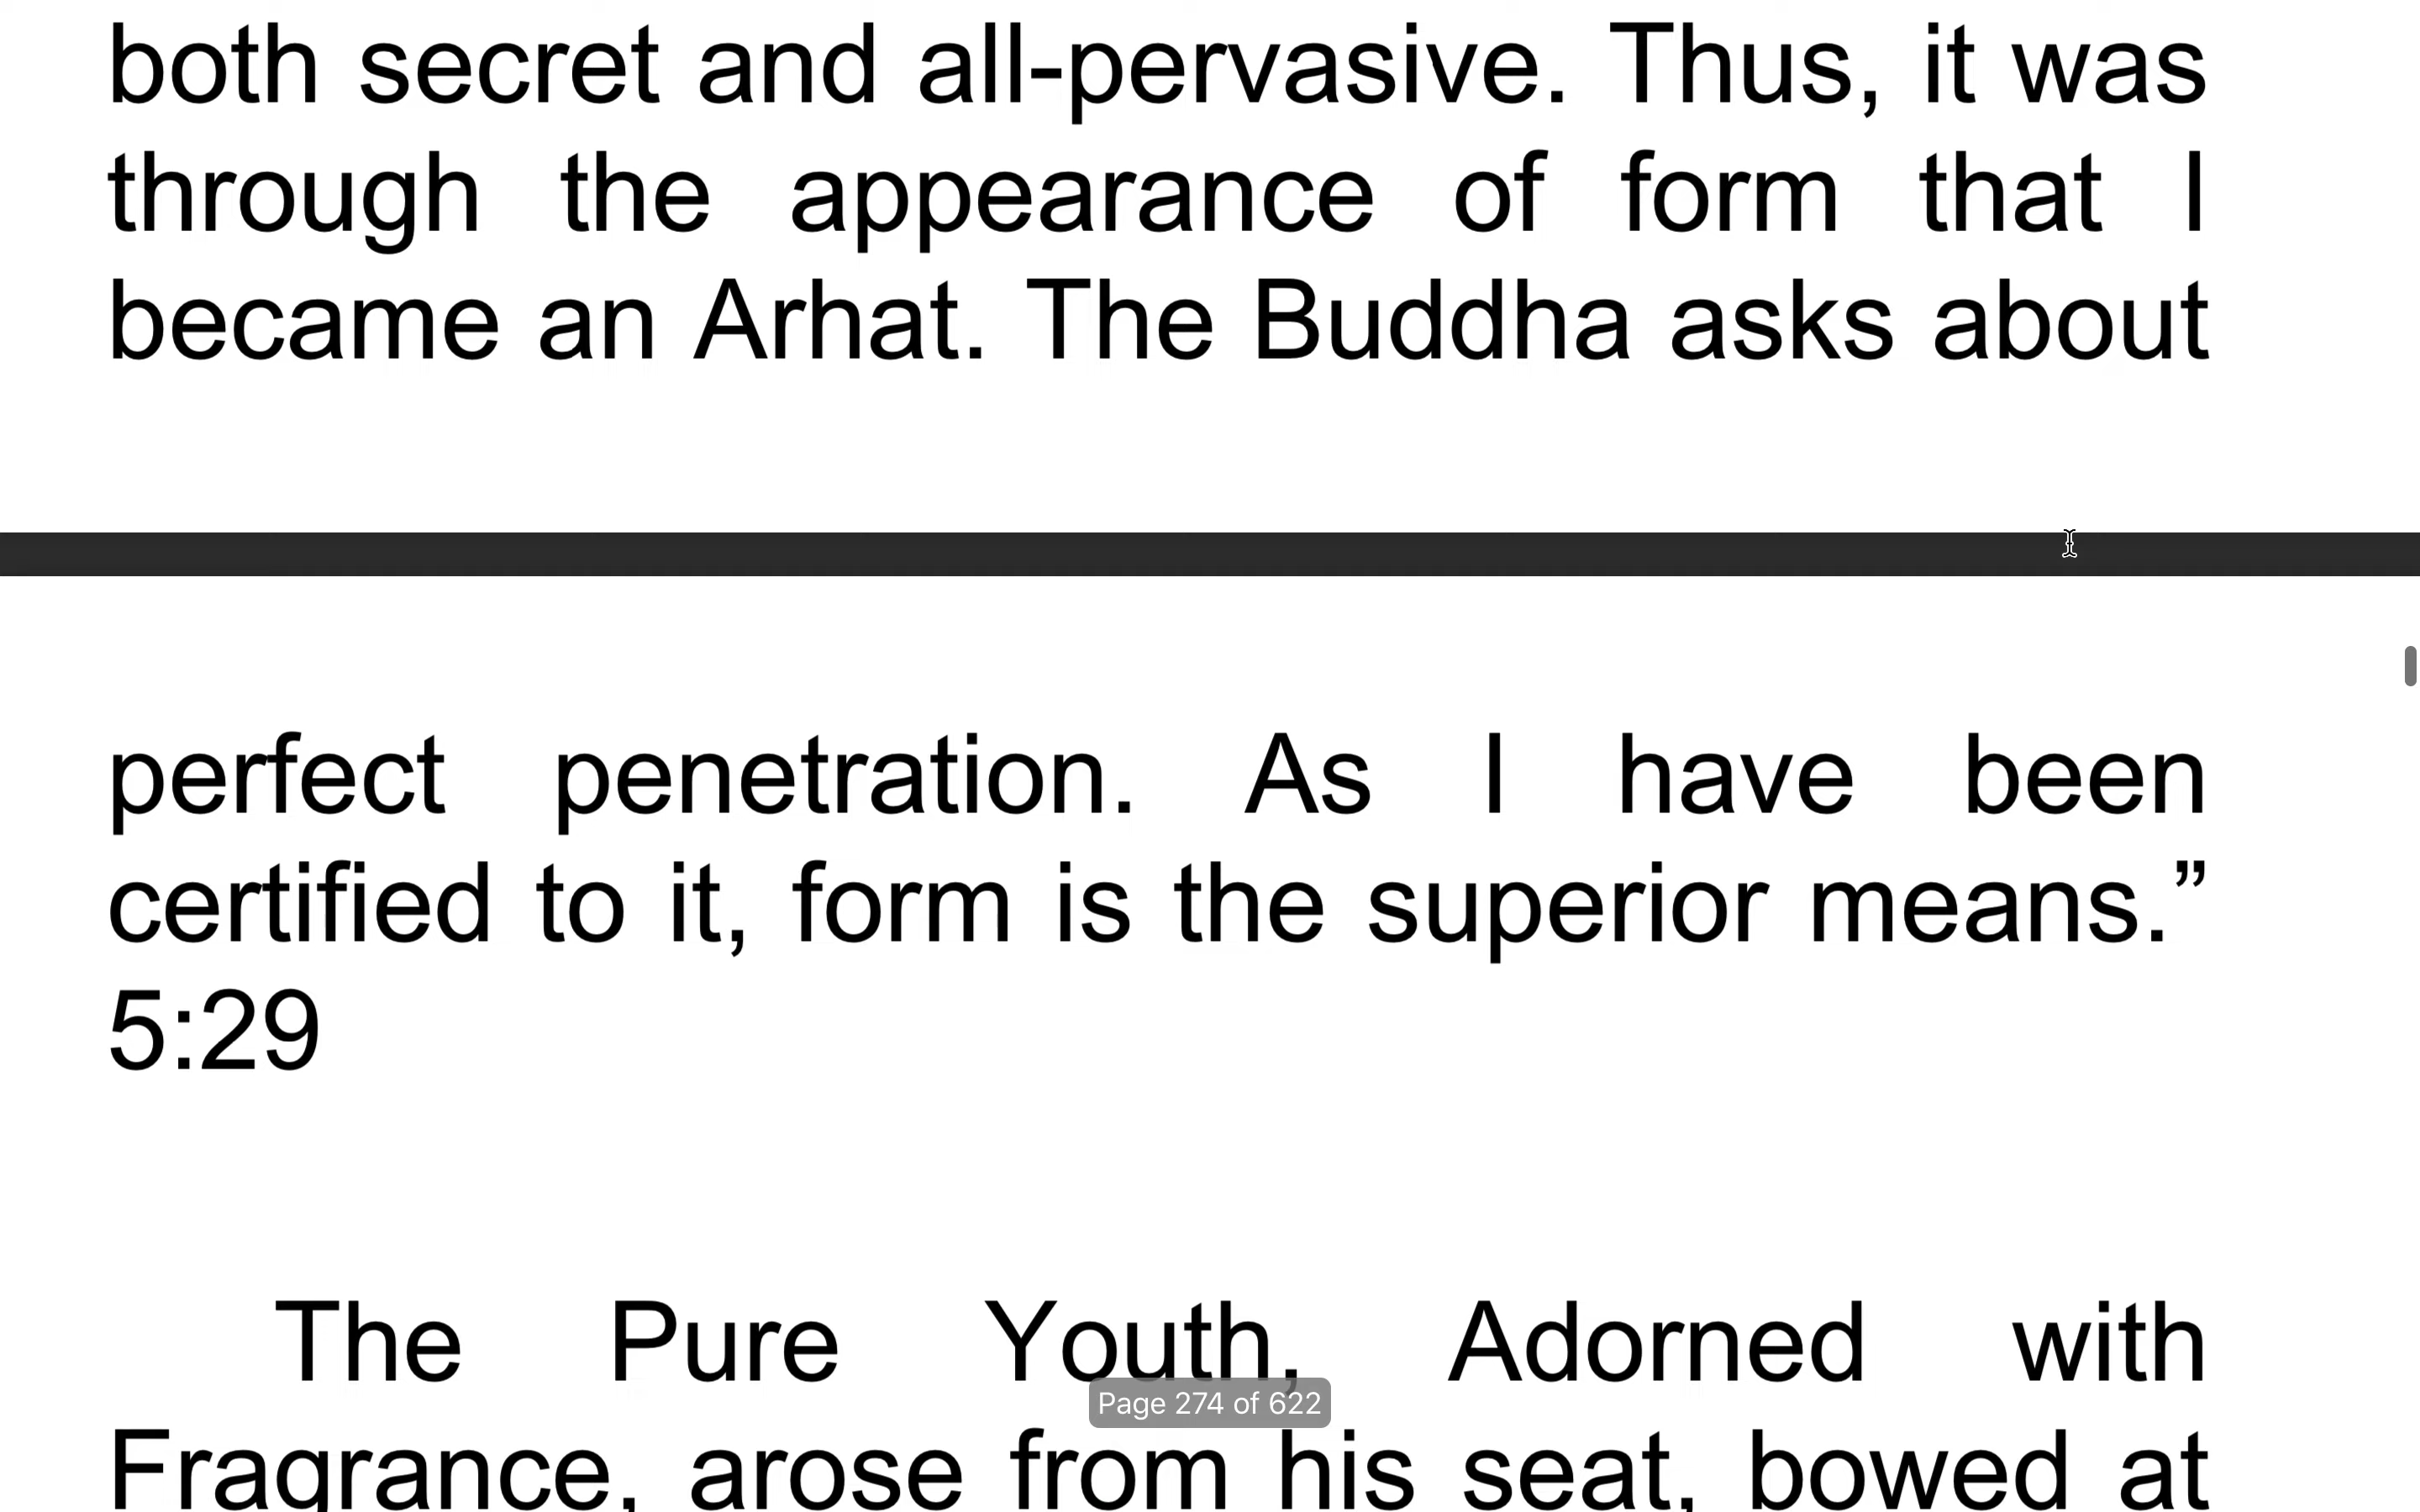 both secret and all-pervasive. Thus, it was
through the appearance of form that I
became an Arhat. The Buddha asks about
perfect penetration. As I have been
certified to it, form is the superior means.”
5:29
The Pure Youth, Adorned with
Page 274 of 622
Fragrance, arose from his seat, bowed at